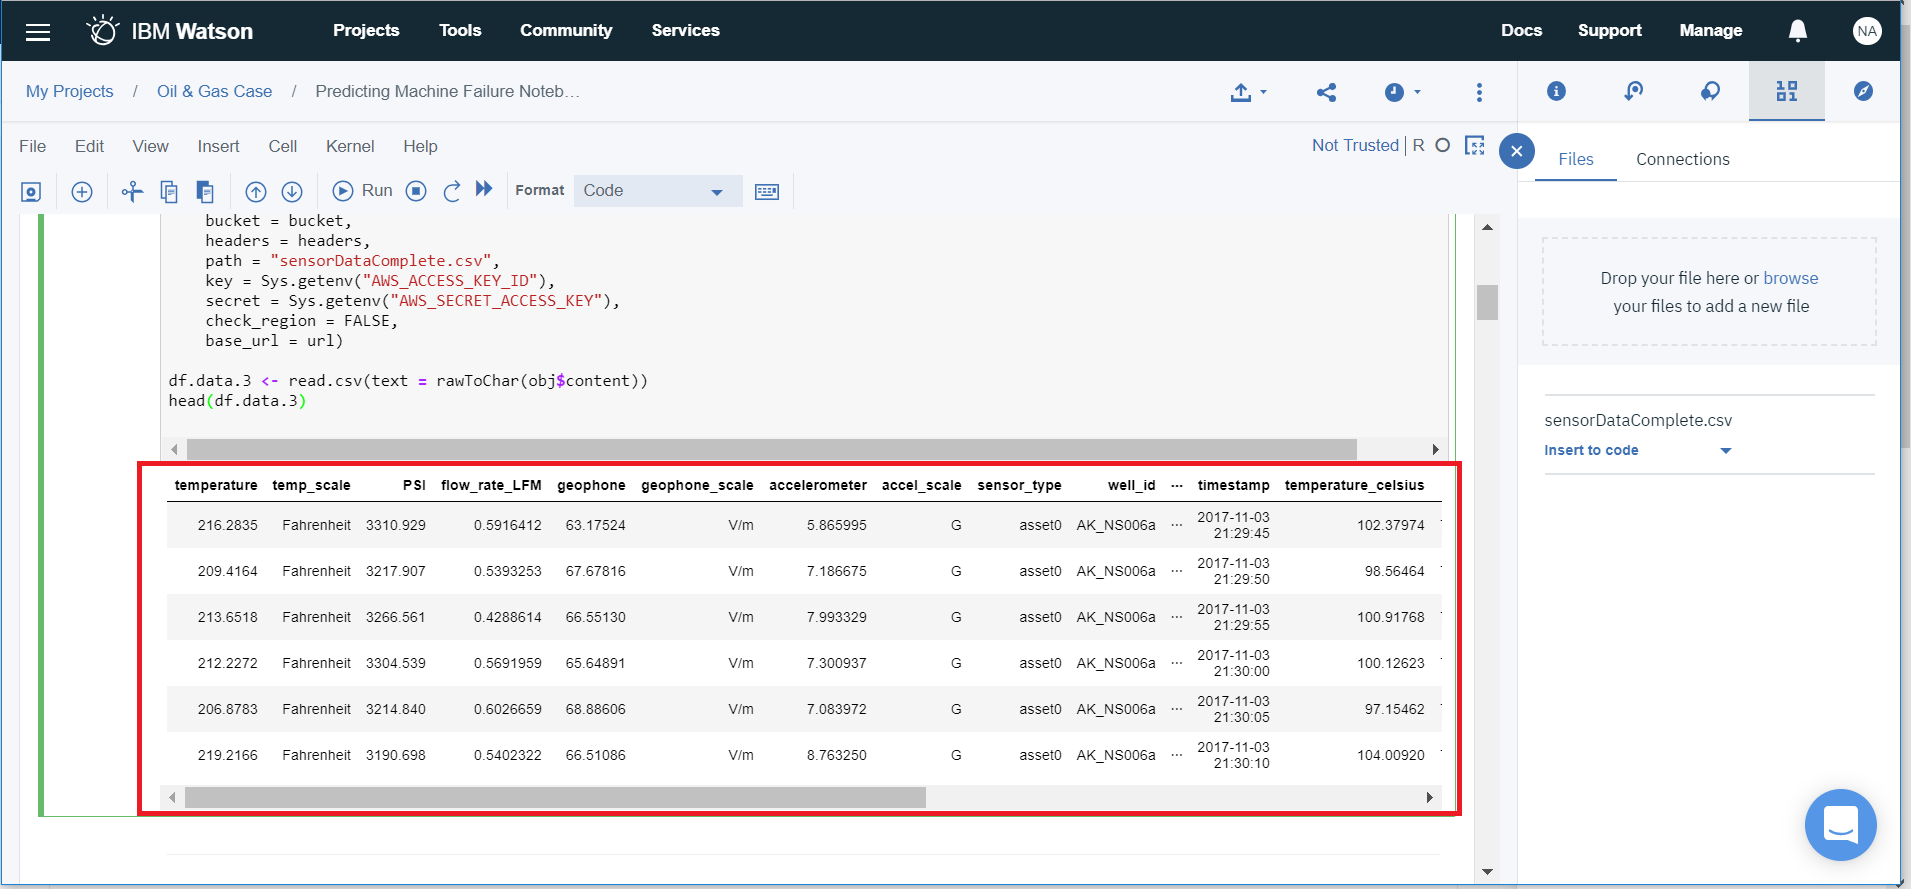 IBM Watson Projects Tools Community Services Docs Support Manage NA
My Projects / Oil & Gas Case / Predicting Machine Failure Noteb...
File Edit View Insert Cell Kernel Help Not Trusted | R
Files Connections
Run Format Code
bucket = bucket,
headers = headers,
path = "sensorDataComplete.csv",
key = Sys.getenv("AWS_ACCESS_KEY_ID"),
secret = Sys.getenv("AWS_SECRET_ACCESS_KEY"),
check_region = FALSE,
base_url = url)
df.data.3 <- read.csv(text = rawToChar(obj$content))
head(df.data.3)
temperature temp_scale PSI flow_rate_LFM geophone geophone_scale accelerometer accel_scale sensor_type well_id ... timestamp temperature_celsius
216.2835 Fahrenheit 3310.929 0.5916412 63.17524 V/m 5.865995 G asset0 AK_NS006a ... 2017-11-03 21:29:45 102.37974
209.4164 Fahrenheit 3217.907 0.5393253 67.67816 V/m 7.186675 G asset0 AK_NS006a ... 2017-11-03 21:29:50 98.56464
213.6518 Fahrenheit 3266.561 0.4288614 66.55130 V/m 7.993329 G asset0 AK_NS006a ... 2017-11-03 21:29:55 100.91768
212.2272 Fahrenheit 3304.539 0.5691959 65.64891 V/m 7.300937 G asset0 AK_NS006a ... 2017-11-03 21:30:00 100.12623
206.8783 Fahrenheit 3214.840 0.6026659 68.88606 V/m 7.083972 G asset0 AK_NS006a ... 2017-11-03 21:30:05 97.15462
219.2166 Fahrenheit 3190.698 0.5402322 66.51086 V/m 8.763250 G asset0 AK_NS006a ... 2017-11-03 21:30:10 104.00920
Drop your file here or browse
your files to add a new file
sensorDataComplete.csv
Insert to code